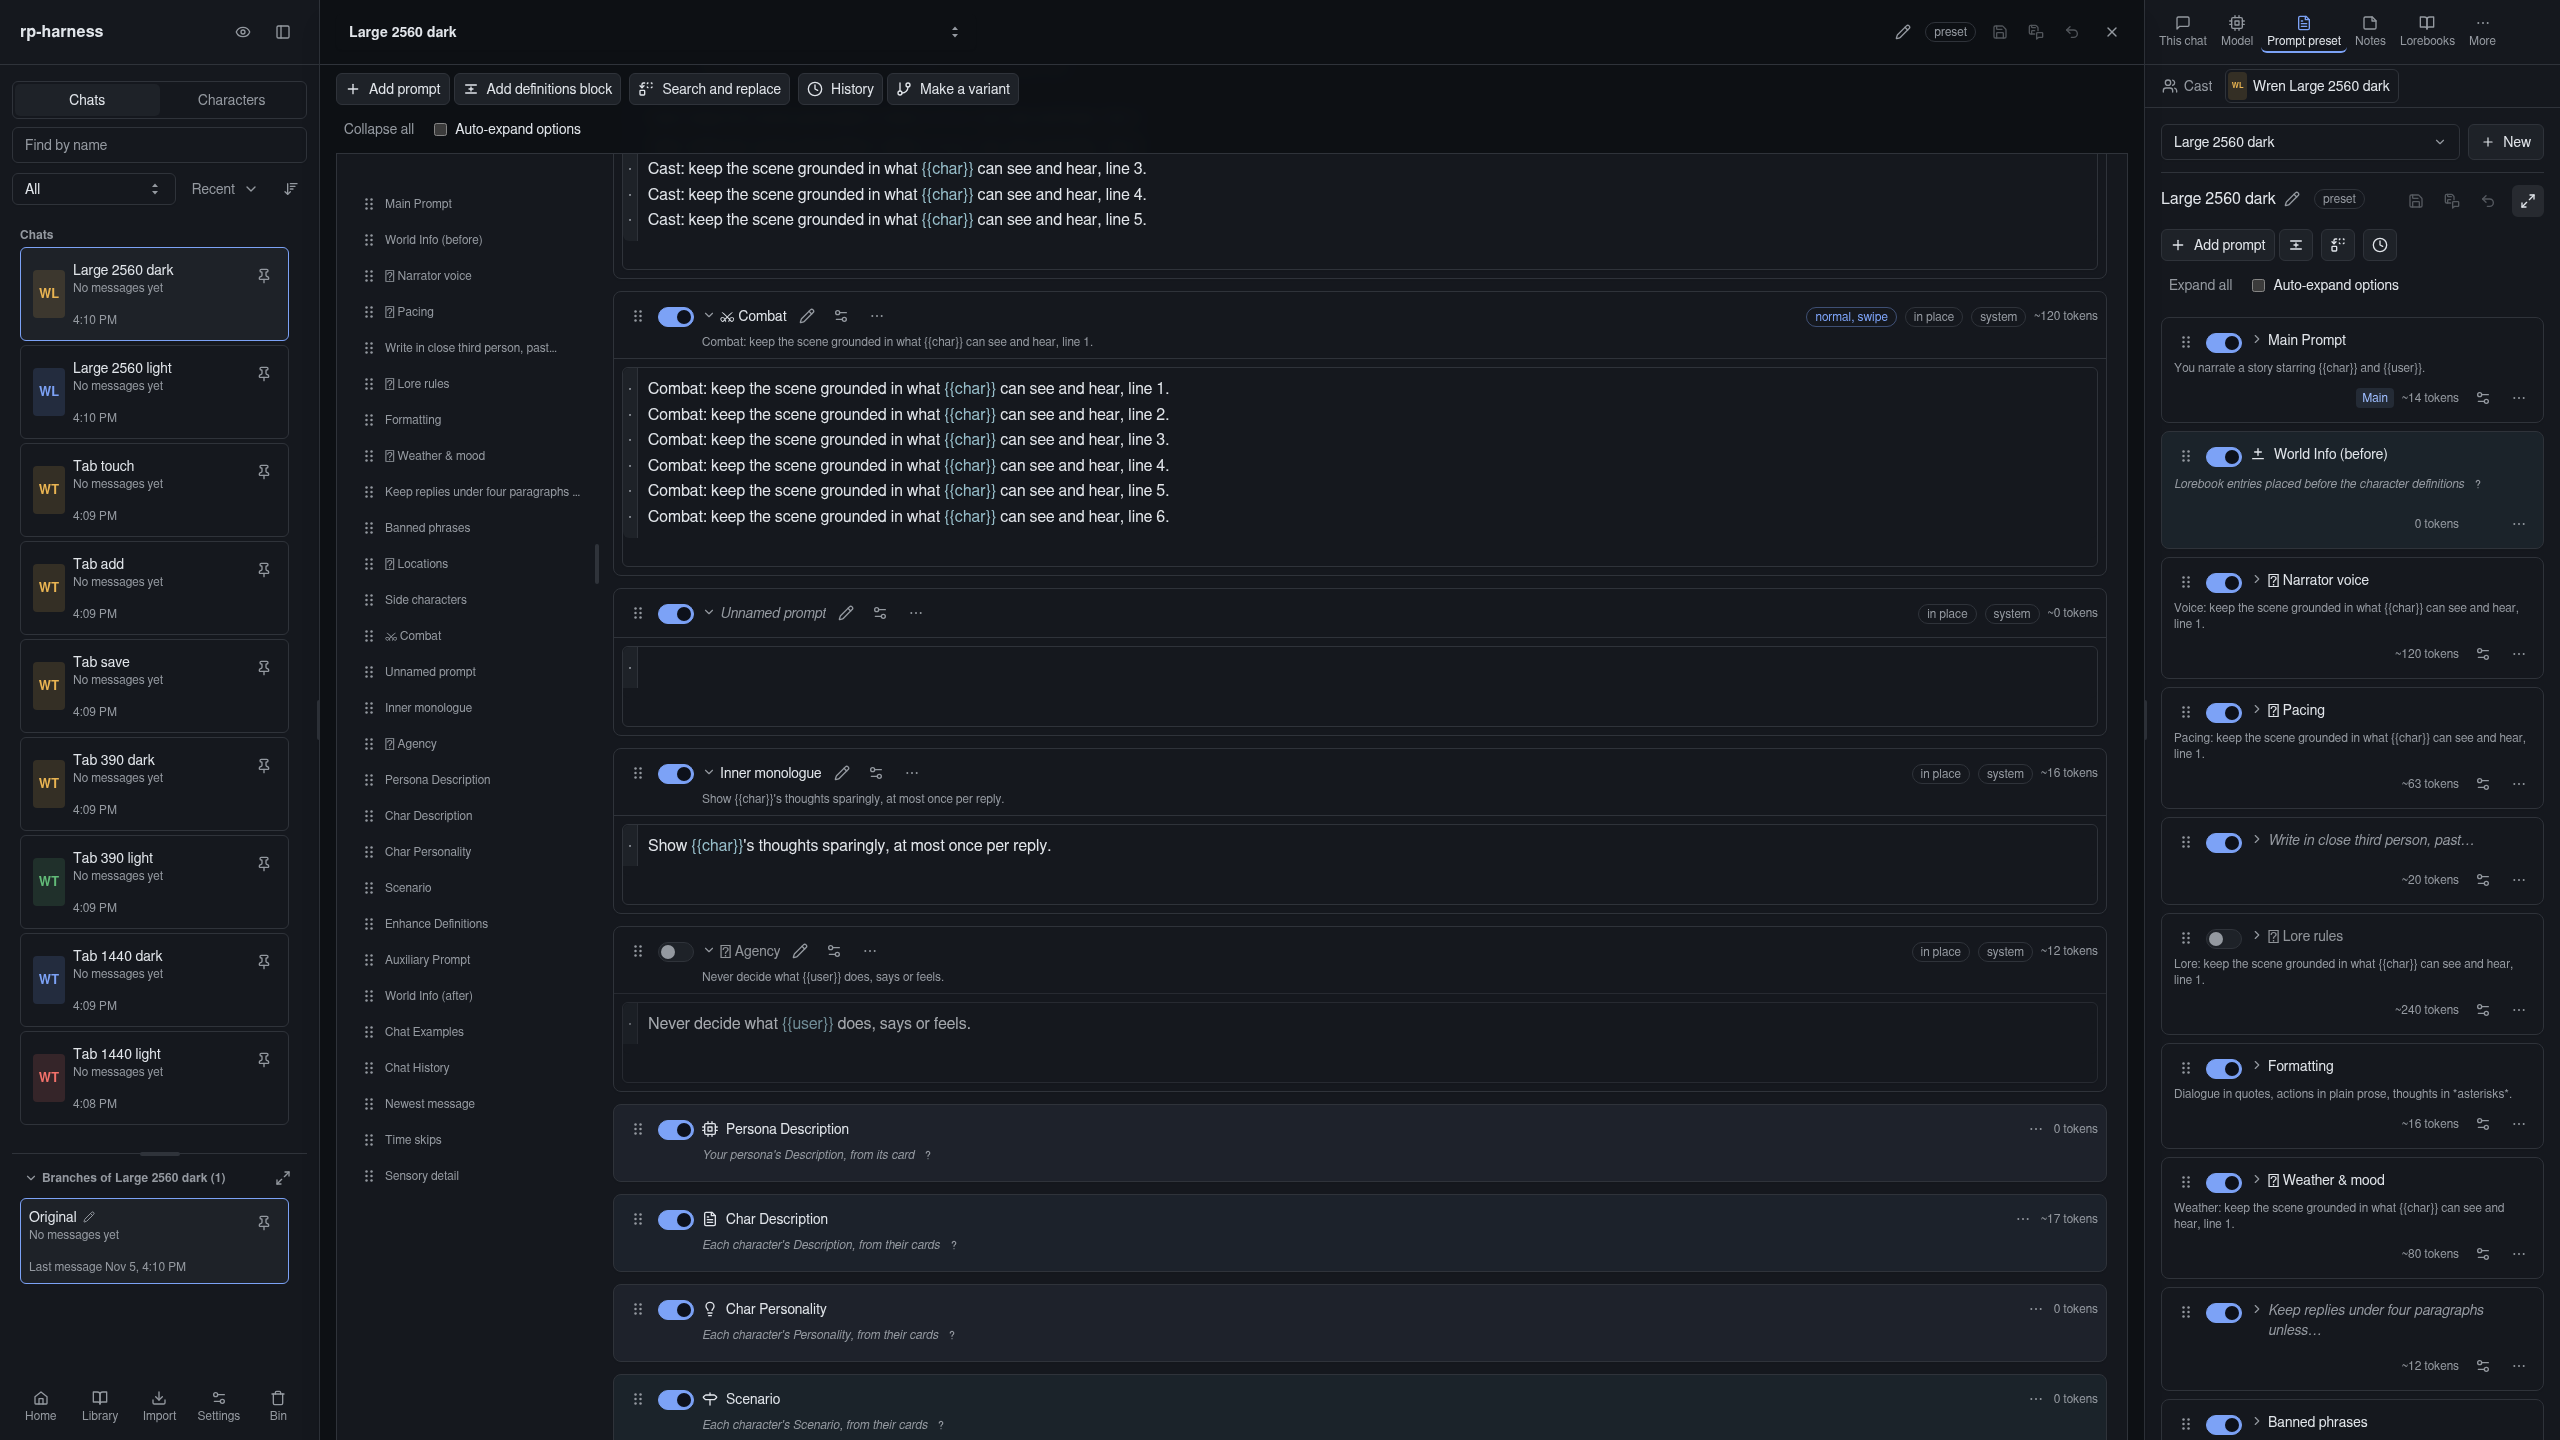 rp-harness
Chats
Characters
Find by name
All
Recent
Chats
WL
Large 2560 dark
No messages yet
4:10 PM
WL
Large 2560 light
No messages yet
4:10 PM
WT
Tab touch
No messages yet
4:09 PM
WT
Tab add
No messages yet
4:09 PM
WT
Tab save
No messages yet
4:09 PM
WT
Tab 390 dark
No messages yet
4:09 PM
WT
Tab 390 light
No messages yet
4:09 PM
WT
Tab 1440 dark
No messages yet
4:09 PM
WT
Tab 1440 light
No messages yet
4:08 PM
Branches of Large 2560 dark (1)
Original
No messages yet
Last message Nov 5, 4:10 PM
Home
Library
Import
Settings
Bin
Large 2560 dark
preset
Add prompt
Add definitions block
Search and replace
History
Make a variant
Collapse all
Auto-expand options
Main Prompt
World Info (before)
Narrator voice
Pacing
Write in close third person, past…
Lore rules
Formatting
Weather & mood
Keep replies under four paragraphs …
Banned phrases
Locations
Side characters
⚔ Combat
Unnamed prompt
Inner monologue
Agency
Persona Description
Char Description
Char Personality
Scenario
Enhance Definitions
Auxiliary Prompt
World Info (after)
Chat Examples
Chat History
Newest message
Time skips
Sensory detail
Cast: keep the scene grounded in what {{char}} can see and hear, line 3.
Cast: keep the scene grounded in what {{char}} can see and hear, line 4.
Cast: keep the scene grounded in what {{char}} can see and hear, line 5.
⚔ Combat
normal, swipe
in place
system
~120 tokens
Combat: keep the scene grounded in what {{char}} can see and hear, line 1.
Combat: keep the scene grounded in what {{char}} can see and hear, line 1.
Combat: keep the scene grounded in what {{char}} can see and hear, line 2.
Combat: keep the scene grounded in what {{char}} can see and hear, line 3.
Combat: keep the scene grounded in what {{char}} can see and hear, line 4.
Combat: keep the scene grounded in what {{char}} can see and hear, line 5.
Combat: keep the scene grounded in what {{char}} can see and hear, line 6.
Unnamed prompt
in place
system
~0 tokens
Inner monologue
in place
system
~16 tokens
Show {{char}}'s thoughts sparingly, at most once per reply.
Show {{char}}'s thoughts sparingly, at most once per reply.
Agency
in place
system
~12 tokens
Never decide what {{user}} does, says or feels.
Never decide what {{user}} does, says or feels.
Persona Description
0 tokens
Your persona's Description, from its card ?
Char Description
~17 tokens
Each character's Description, from their cards ?
Char Personality
0 tokens
Each character's Personality, from their cards ?
Scenario
0 tokens
Each character's Scenario, from their cards ?
This chat
Model
Prompt preset
Notes
Lorebooks
More
Cast
WL
Wren Large 2560 dark
Large 2560 dark
New
Large 2560 dark
preset
Add prompt
Expand all
Auto-expand options
Main Prompt
You narrate a story starring {{char}} and {{user}}.
Main
~14 tokens
World Info (before)
Lorebook entries placed before the character definitions ?
0 tokens
Narrator voice
Voice: keep the scene grounded in what {{char}} can see and hear,
line 1.
~120 tokens
Pacing
Pacing: keep the scene grounded in what {{char}} can see and hear,
line 1.
~63 tokens
Write in close third person, past…
~20 tokens
Lore rules
Lore: keep the scene grounded in what {{char}} can see and hear,
line 1.
~240 tokens
Formatting
Dialogue in quotes, actions in plain prose, thoughts in *asterisks*.
~16 tokens
Weather & mood
Weather: keep the scene grounded in what {{char}} can see and
hear, line 1.
~80 tokens
Keep replies under four paragraphs
unless…
~12 tokens
Banned phrases